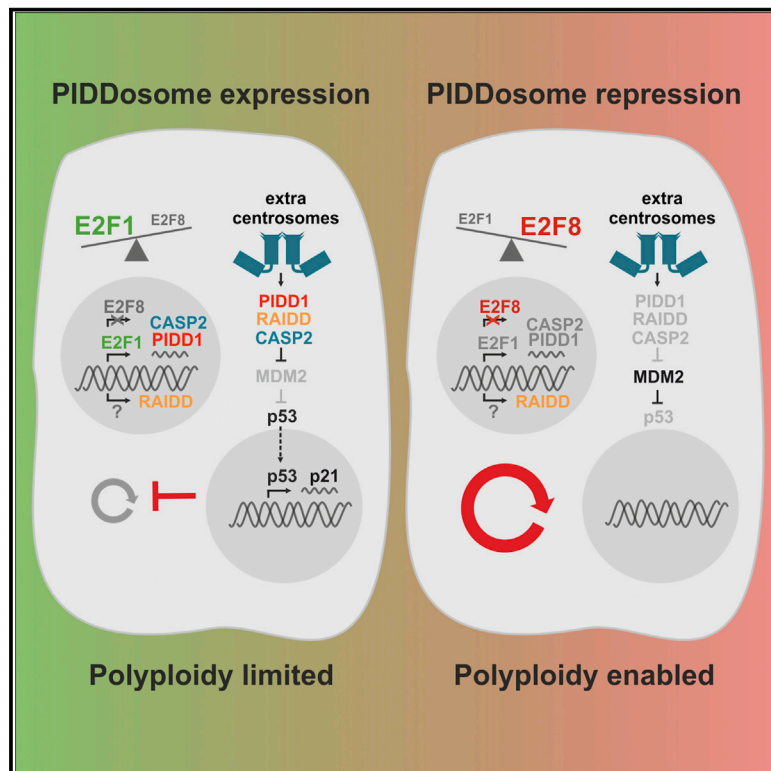 PIDDosome expression
E2F1
E2F8
extra
centrosomes
PIDD1
RAIDD
CASP2
MDM2
p53
E2F8
CASP2
E2F1
PIDD1
?
RAIDD
p53
p21
Polyploidy limited
PIDDosome repression
E2F1
E2F8
extra
centrosomes
PIDD1
RAIDD
CASP2
MDM2
p53
E2F8
CASP2
E2F1
PIDD1
?
RAIDD
Polyploidy enabled